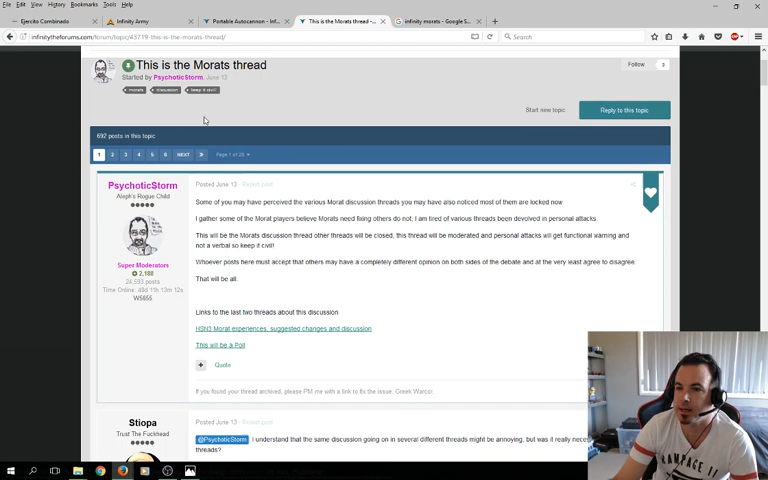 File Edit View History Bookmarks Tools Help
Ejercito Combinado
Infinity Army
Portable Autocannon - Inf...
This is the Morats thread -...
infinity morats - Google S...
infinitytheforums.com/forum/topic/43719-this-is-the-morats-thread/
Search
This is the Morats thread
Started by PsychoticStorm, June 13
morats discussion keep it civil!
Follow 3
Start new topic
Reply to this topic
692 posts in this topic
1 2 3 4 5 6 NEXT
PsychoticStorm
Aleph's Rogue Child
Super Moderators
2,188
24,593 posts
W5655
Posted June 13 · Report post
Some of you may have perceived the various Morat discussion threads you may have also noticed most of them are locked now
I gather some of the Morat players believe Morats need fixing others do not, I am tired of various threads been devolved in personal attacks.
This will be the Morats discussion thread other threads will be closed, this thread will be moderated and personal attacks will get functional warning and
not a verbal so keep it civil!
Whoever posts here must accept that others may have a completely different opinion on both sides of the debate and at the very least agree to disagree.
That will be all.
Links to the last two threads about this discussion
HSN3 Morat experiences, suggested changes and discussion
This will be a Poll
+ Quote
If you found your thread archived, please PM me with a link to fix the issue. Greek Warcor.
Stiopa
Trust The Fuckhead
Posted June 13 · Report post
@PsychoticStorm I understand that the same discussion going on in several different threads might be annoying, but was it really neces
threads?
RAMPAGE II